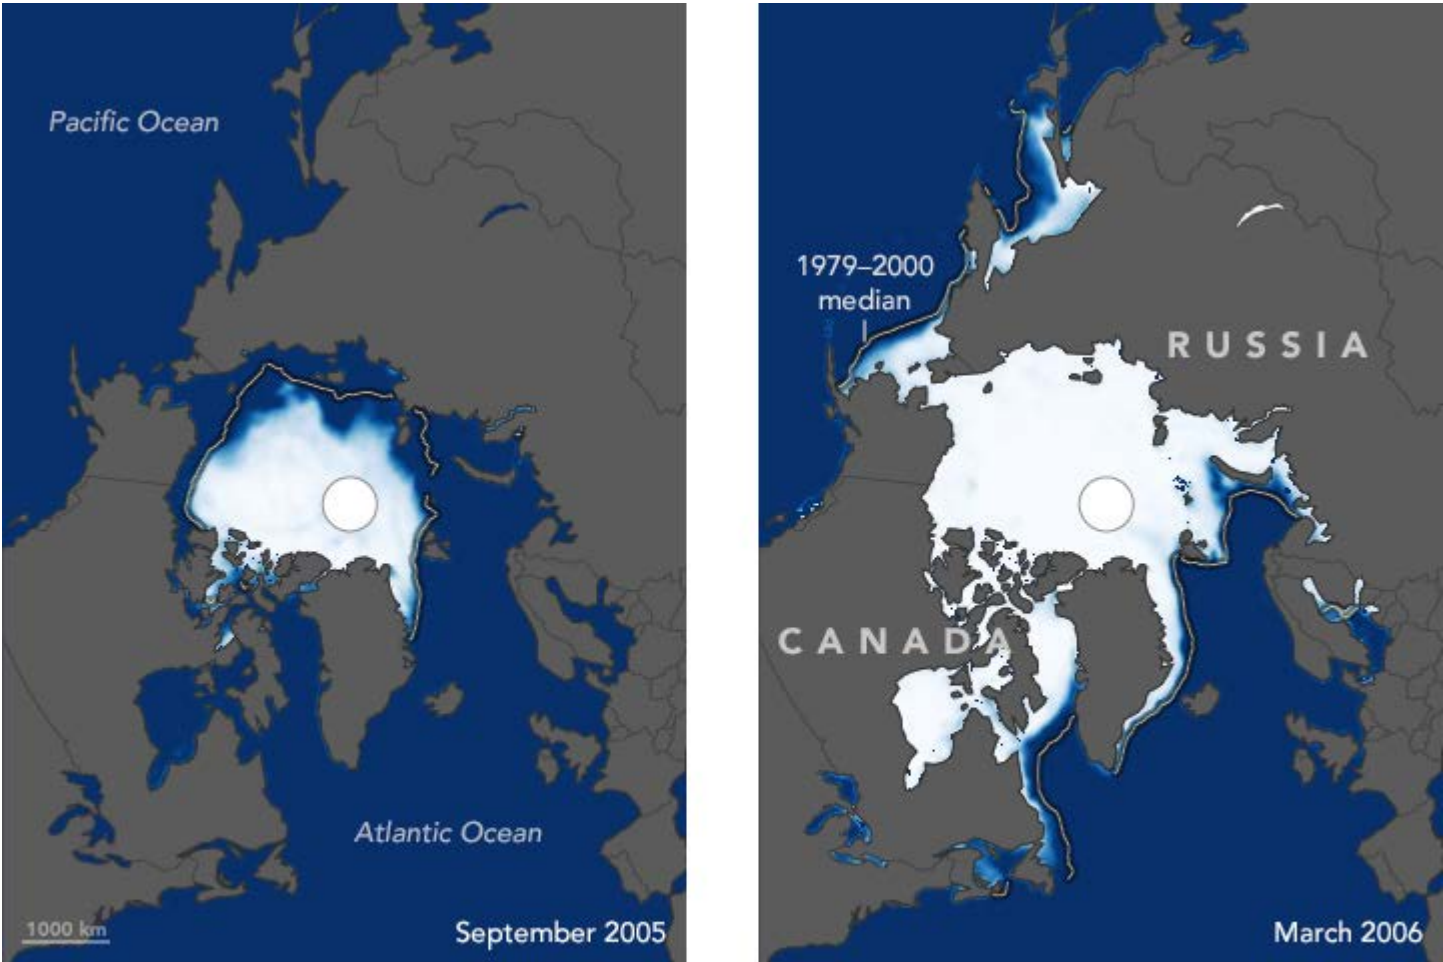 Pacific Ocean
Atlantic Ocean
1000 km
September 2005
1979–2000
median
RUSSIA
CANADA
March 2006